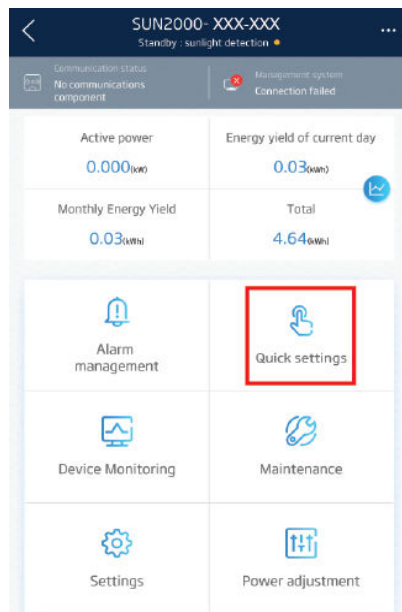 SUN2000- XXX-XXX
Standby : sunlight detection
Communication status
No communications
component
Management system
Connection failed
Active power
0.000(kW)
Energy yield of current day
0.03(kWh)
Monthly Energy Yield
0.03(kWh)
Total
4.64(kWh)
Alarm
management
Quick settings
Device Monitoring
Maintenance
Settings
Power adjustment